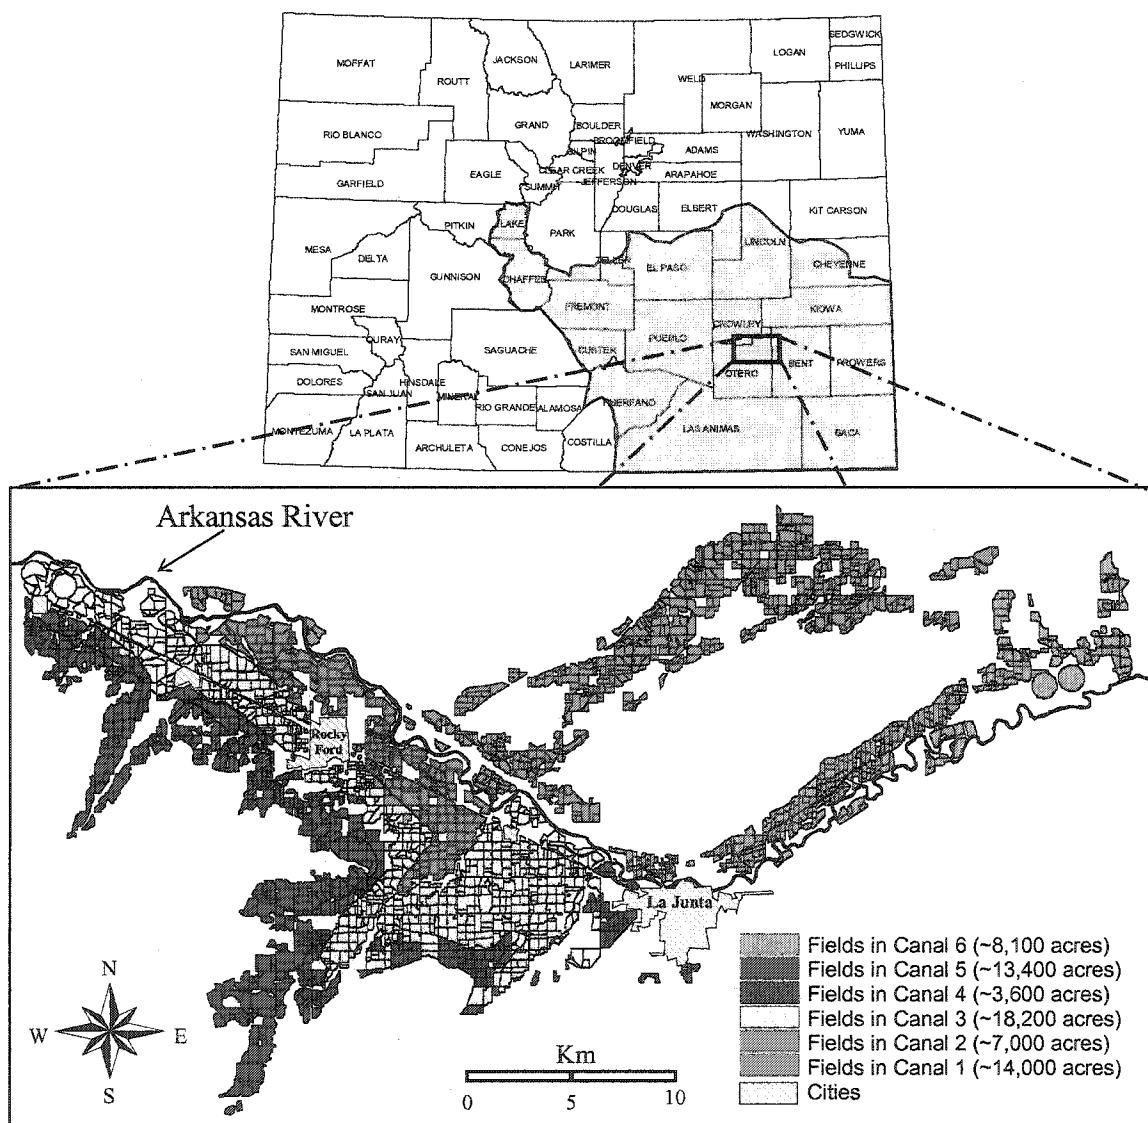 SEDGWICK
LOGAN
JACKSON
LARIMER
MOFFAT
PHILLIPS
ROUTT
WELD
MORGAN
GRAND
BOULDER
RIO BLANCO
WASHINGTON
YUMA
BROOMFIELD
GILPIN
ADAMS
DENVER
CLEAR CREEK
EAGLE
ARAPAHOE
GARFIELD
SUMMIT
JEFFERSON
DOUGLAS
ELBERT
KIT CARSON
PITKIN
LAKE
PARK
LINCOLN
MESA
DELTA
CHEYENNE
TELLER
EL PASO
GUNNISON
CHAFFEE
MONTROSE
FREMONT
KIOWA
CROWLEY
OURAY
PUEBLO
SAGUACHE
CUSTER
SAN MIGUEL
BENT
PROWERS
OTERO
DOLORES
HINSDALE
SAN JUAN
MINERAL
RIO GRANDE
ALAMOSA
HUERFANO
MONTEZUMA
LA PLATA
LAS ANIMAS
BACA
ARCHULETA
CONEJOS
COSTILLA
Arkansas River
Rocky
Ford
La Junta
Fields in Canal 6 (~8,100 acres)
Fields in Canal 5 (~13,400 acres)
Fields in Canal 4 (~3,600 acres)
Fields in Canal 3 (~18,200 acres)
Fields in Canal 2 (~7,000 acres)
Fields in Canal 1 (~14,000 acres)
Cities
N
W E
S
Km
0 5 10